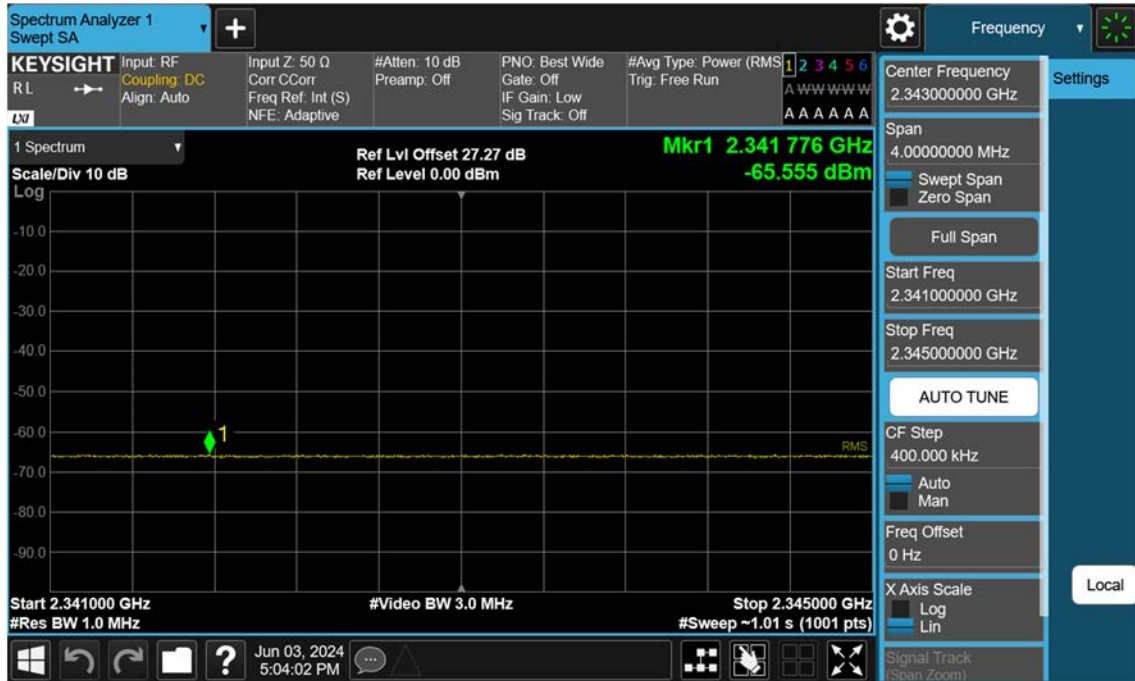 Spectrum Analyzer 1
Swept SA
Frequency
KEYSIGHT
R L
LXI
Input: RF
Coupling: DC
Align: Auto
Input Z: 50 Ω
Corr CCorr
Freq Ref: Int (S)
NFE: Adaptive
#Atten: 10 dB
Preamp: Off
PNO: Best Wide
Gate: Off
IF Gain: Low
Sig Track: Off
#Avg Type: Power (RMS
Trig: Free Run
1 2 3 4 5 6
A W W W W W
A A A A A A
1 Spectrum
Scale/Div 10 dB
Log
Ref Lvl Offset 27.27 dB
Ref Level 0.00 dBm
Mkr1 2.341 776 GHz
-65.555 dBm
-10.0
-20.0
-30.0
-40.0
-50.0
-60.0
-70.0
-80.0
-90.0
1
RMS
Start 2.341000 GHz
#Res BW 1.0 MHz
#Video BW 3.0 MHz
Stop 2.345000 GHz
#Sweep ~1.01 s (1001 pts)
Jun 03, 2024
5:04:02 PM
?
Center Frequency
2.343000000 GHz
Span
4.00000000 MHz
Swept Span
Zero Span
Full Span
Start Freq
2.341000000 GHz
Stop Freq
2.345000000 GHz
AUTO TUNE
CF Step
400.000 kHz
Auto
Man
Freq Offset
0 Hz
X Axis Scale
Log
Lin
Signal Track
(Span Zoom)
Settings
Local